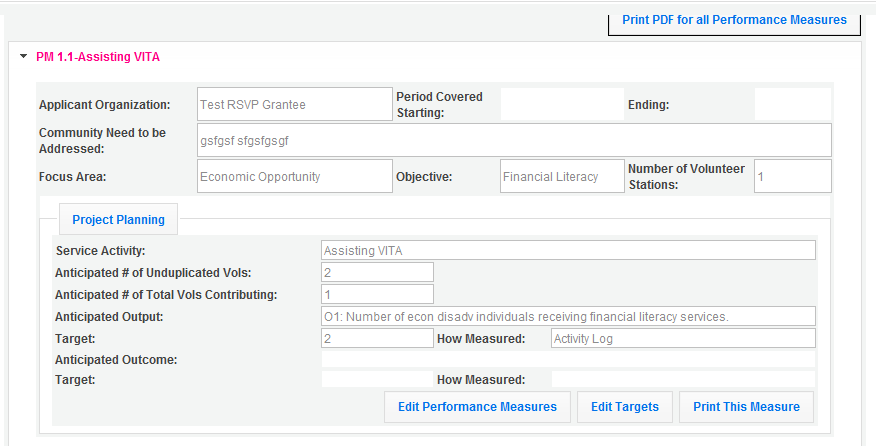 Print PDF for all Performance Measures
PM 1.1-Assisting VITA
Applicant Organization: Test RSVP Grantee Period Covered Starting: Ending:
Community Need to be Addressed: gsfgsf sfgsfgsgf
Focus Area: Economic Opportunity Objective: Financial Literacy Number of Volunteer Stations: 1
Project Planning
Service Activity: Assisting VITA
Anticipated # of Unduplicated Vols: 2
Anticipated # of Total Vols Contributing: 1
Anticipated Output: O1: Number of econ disadv individuals receiving financial literacy services.
Target: 2 How Measured: Activity Log
Anticipated Outcome:
Target: How Measured:
Edit Performance Measures Edit Targets Print This Measure